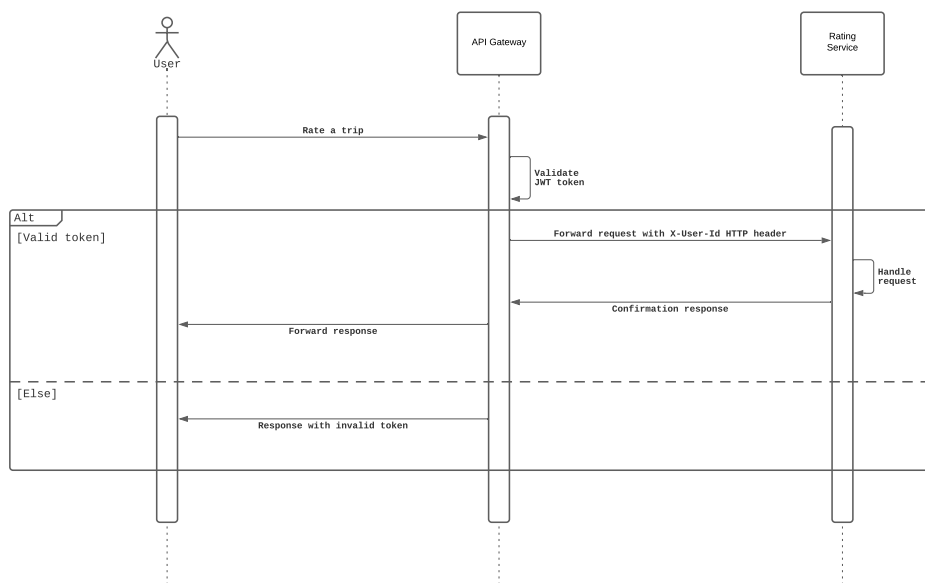 User
API Gateway
Rating
Service
Rate a trip
Validate
JWT token
Alt
[Valid token]
Forward request with X-User-Id HTTP header
Handle
request
Confirmation response
Forward response
[Else]
Response with invalid token